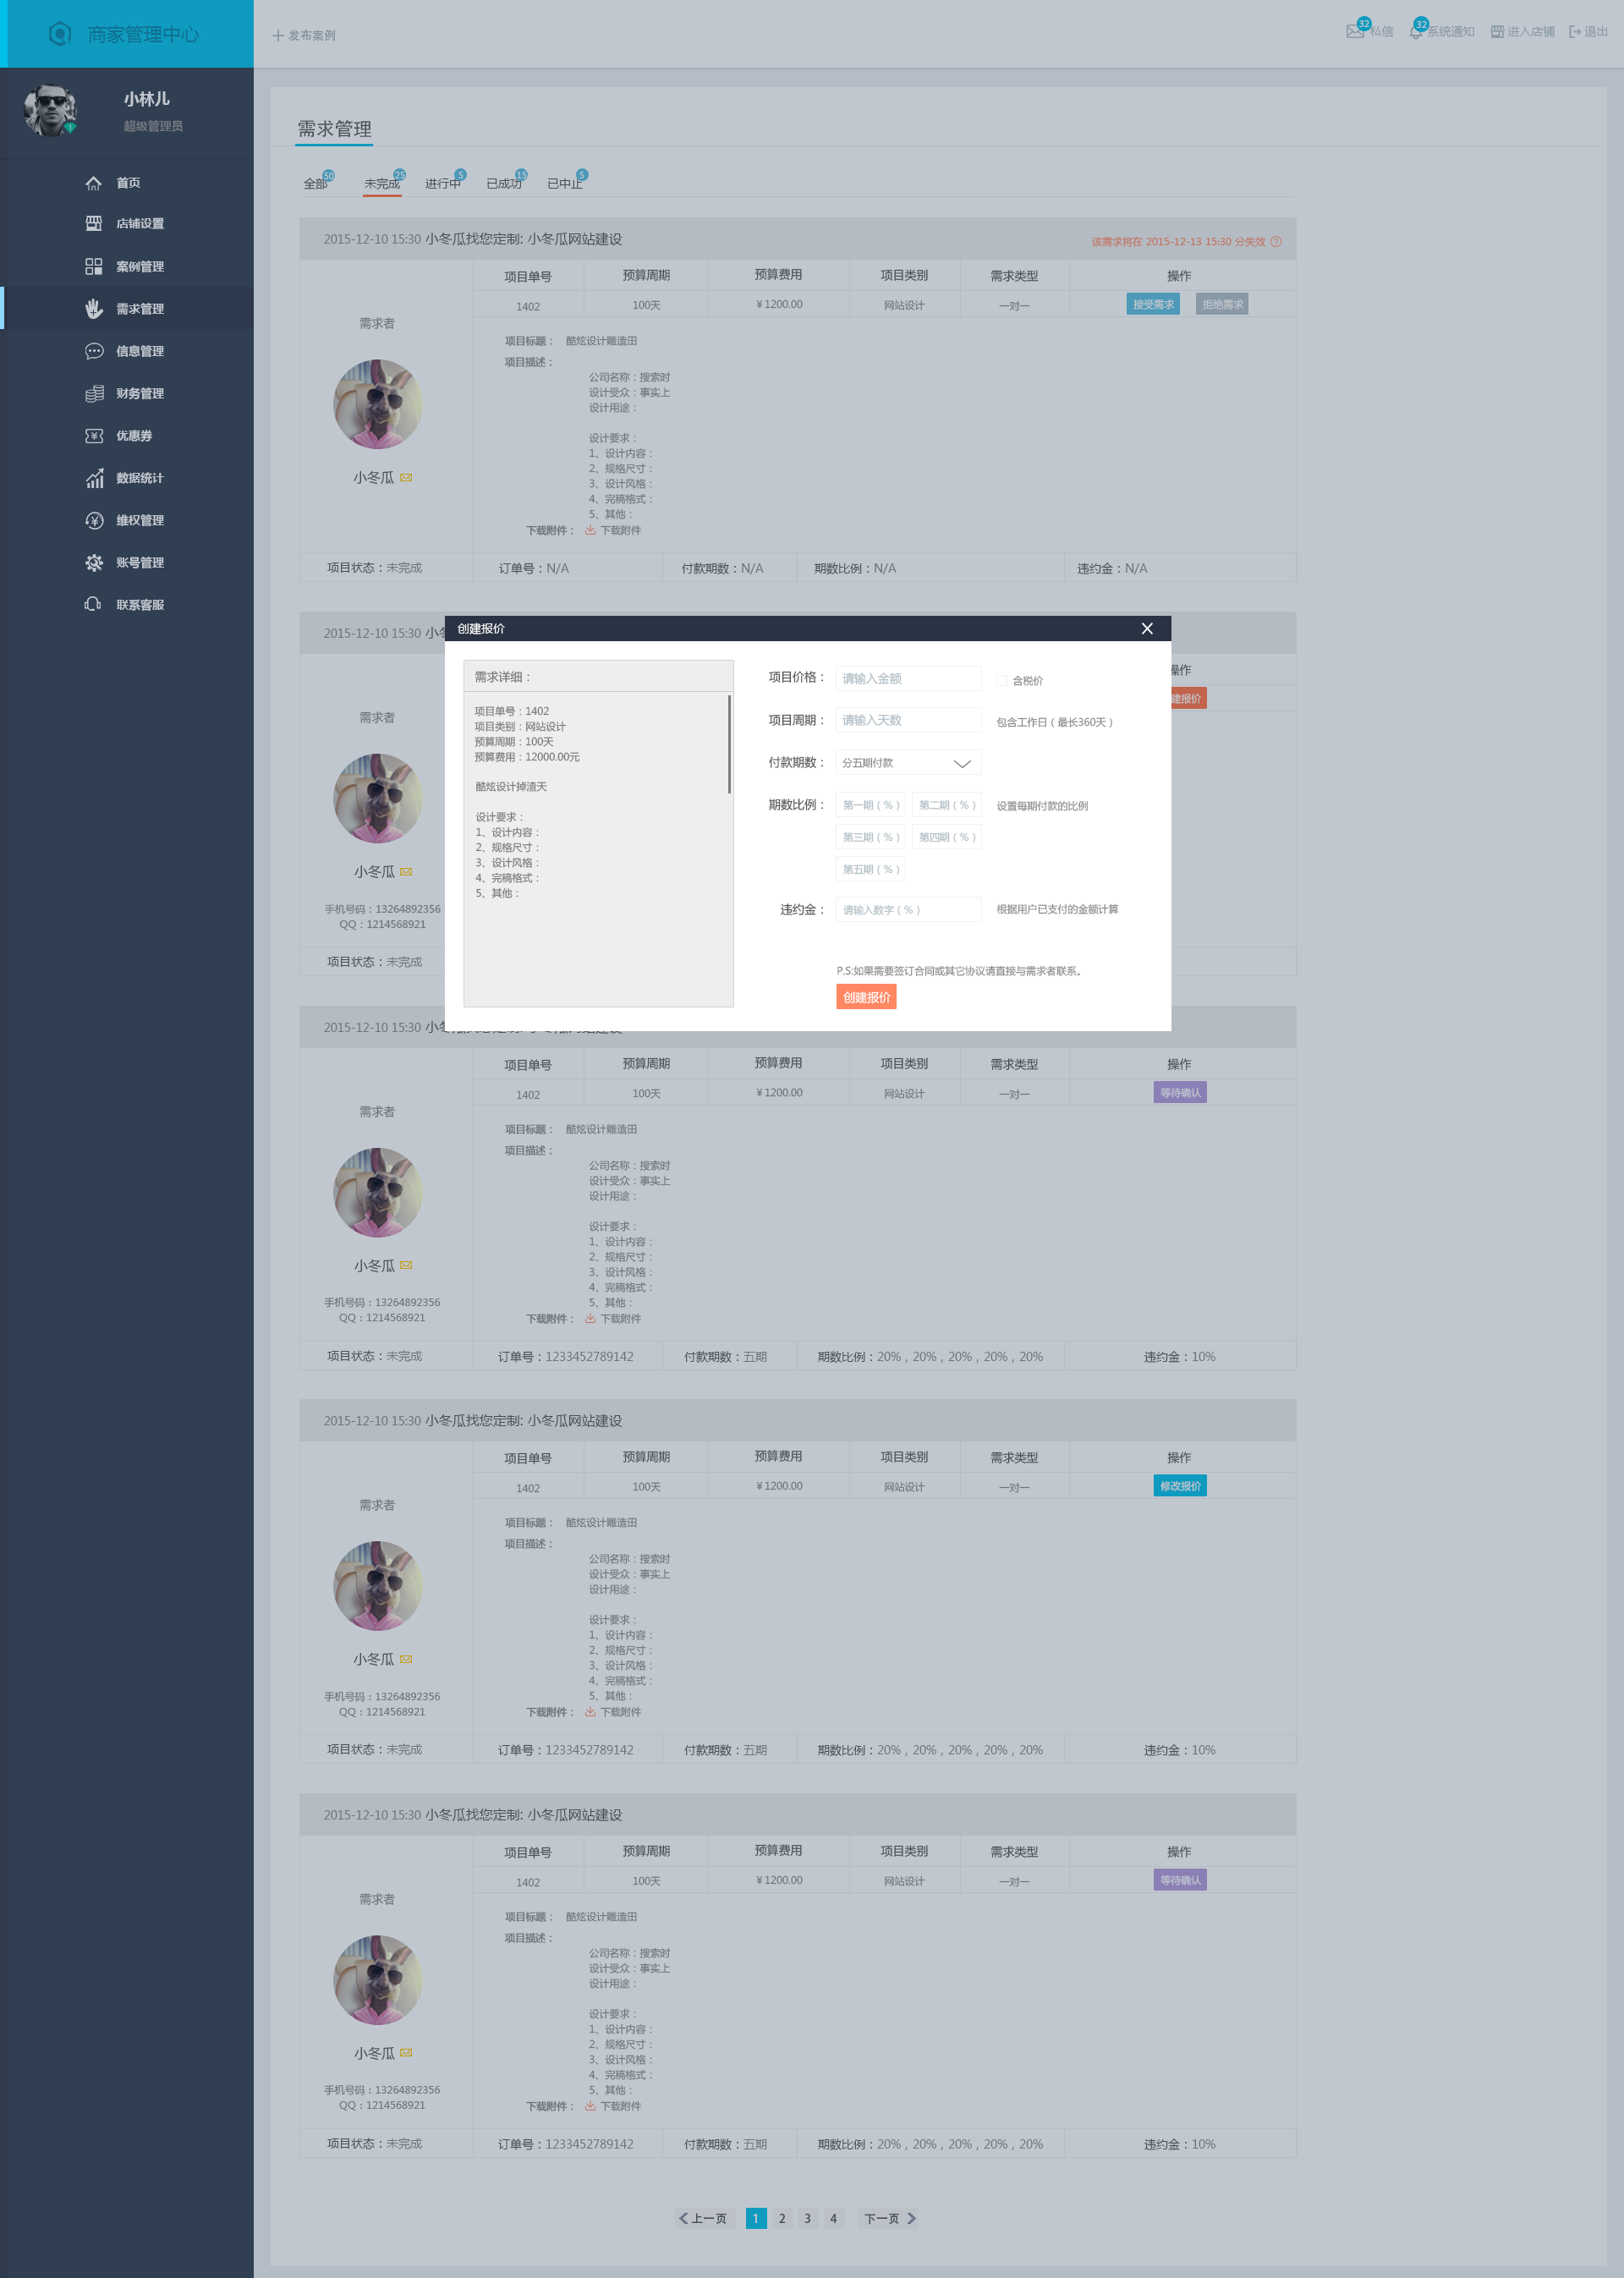 商家管理中心
发布案例
32
私信
32
系统通知
进入店铺
退出
小林儿
超级管理员
首页
店铺设置
案例管理
需求管理
信息管理
财务管理
优惠券
数据统计
维权管理
账号管理
联系客服
需求管理
全部 50
未完成 25
进行中 5
已成功 15
已中止 5
2015-12-10 15:30 小冬瓜找您定制: 小冬瓜网站建设
该需求将在 2015-12-13 15:30 分失效
项目单号 预算周期 预算费用 项目类别 需求类型 操作
1402 100天 ¥1200.00 网站设计 一对一 接受需求 拒绝需求
需求者
小冬瓜
项目标题： 酷炫设计雕造田
项目描述：
公司名称：搜索时
设计受众：事实上
设计用途：
设计要求：
1、设计内容：
2、规格尺寸：
3、设计风格：
4、完稿格式：
5、其他：
下载附件： 下载附件
项目状态：未完成 订单号：N/A 付款期数：N/A 期数比例：N/A 违约金：N/A
2015-12-10 15:30
操作
建报价
需求者
小冬瓜
手机号码：13264892356
QQ：1214568921
项目状态：未完成
创建报价
需求详细：
项目单号：1402
项目类别：网站设计
预算周期：100天
预算费用：12000.00元
酷炫设计掉渣天
设计要求：
1、设计内容：
2、规格尺寸：
3、设计风格：
4、完稿格式：
5、其他：
项目价格： 请输入金额 含税价
项目周期： 请输入天数 包含工作日（最长360天）
付款期数： 分五期付款
期数比例： 第一期（%） 第二期（%） 设置每期付款的比例
第三期（%） 第四期（%）
第五期（%）
违约金： 请输入数字（%） 根据用户已支付的金额计算
P.S:如果需要签订合同或其它协议请直接与需求者联系。
创建报价
2015-12-10 15:30
项目单号 预算周期 预算费用 项目类别 需求类型 操作
1402 100天 ¥1200.00 网站设计 一对一 等待确认
需求者
小冬瓜
手机号码：13264892356
QQ：1214568921
项目标题： 酷炫设计雕造田
项目描述：
公司名称：搜索时
设计受众：事实上
设计用途：
设计要求：
1、设计内容：
2、规格尺寸：
3、设计风格：
4、完稿格式：
5、其他：
下载附件： 下载附件
项目状态：未完成 订单号：1233452789142 付款期数：五期 期数比例：20%，20%，20%，20%，20% 违约金：10%
2015-12-10 15:30 小冬瓜找您定制: 小冬瓜网站建设
项目单号 预算周期 预算费用 项目类别 需求类型 操作
1402 100天 ¥1200.00 网站设计 一对一 修改报价
需求者
小冬瓜
手机号码：13264892356
QQ：1214568921
项目标题： 酷炫设计雕造田
项目描述：
公司名称：搜索时
设计受众：事实上
设计用途：
设计要求：
1、设计内容：
2、规格尺寸：
3、设计风格：
4、完稿格式：
5、其他：
下载附件： 下载附件
项目状态：未完成 订单号：1233452789142 付款期数：五期 期数比例：20%，20%，20%，20%，20% 违约金：10%
2015-12-10 15:30 小冬瓜找您定制: 小冬瓜网站建设
项目单号 预算周期 预算费用 项目类别 需求类型 操作
1402 100天 ¥1200.00 网站设计 一对一 等待确认
需求者
小冬瓜
手机号码：13264892356
QQ：1214568921
项目标题： 酷炫设计雕造田
项目描述：
公司名称：搜索时
设计受众：事实上
设计用途：
设计要求：
1、设计内容：
2、规格尺寸：
3、设计风格：
4、完稿格式：
5、其他：
下载附件： 下载附件
项目状态：未完成 订单号：1233452789142 付款期数：五期 期数比例：20%，20%，20%，20%，20% 违约金：10%
上一页 1 2 3 4 下一页